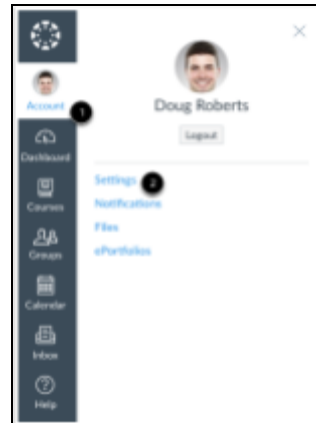 Account
1
Dashboard
Courses
Groups
Calendar
Inbox
Help
Doug Roberts
Logout
Settings 2
Notifications
Files
ePortfolios